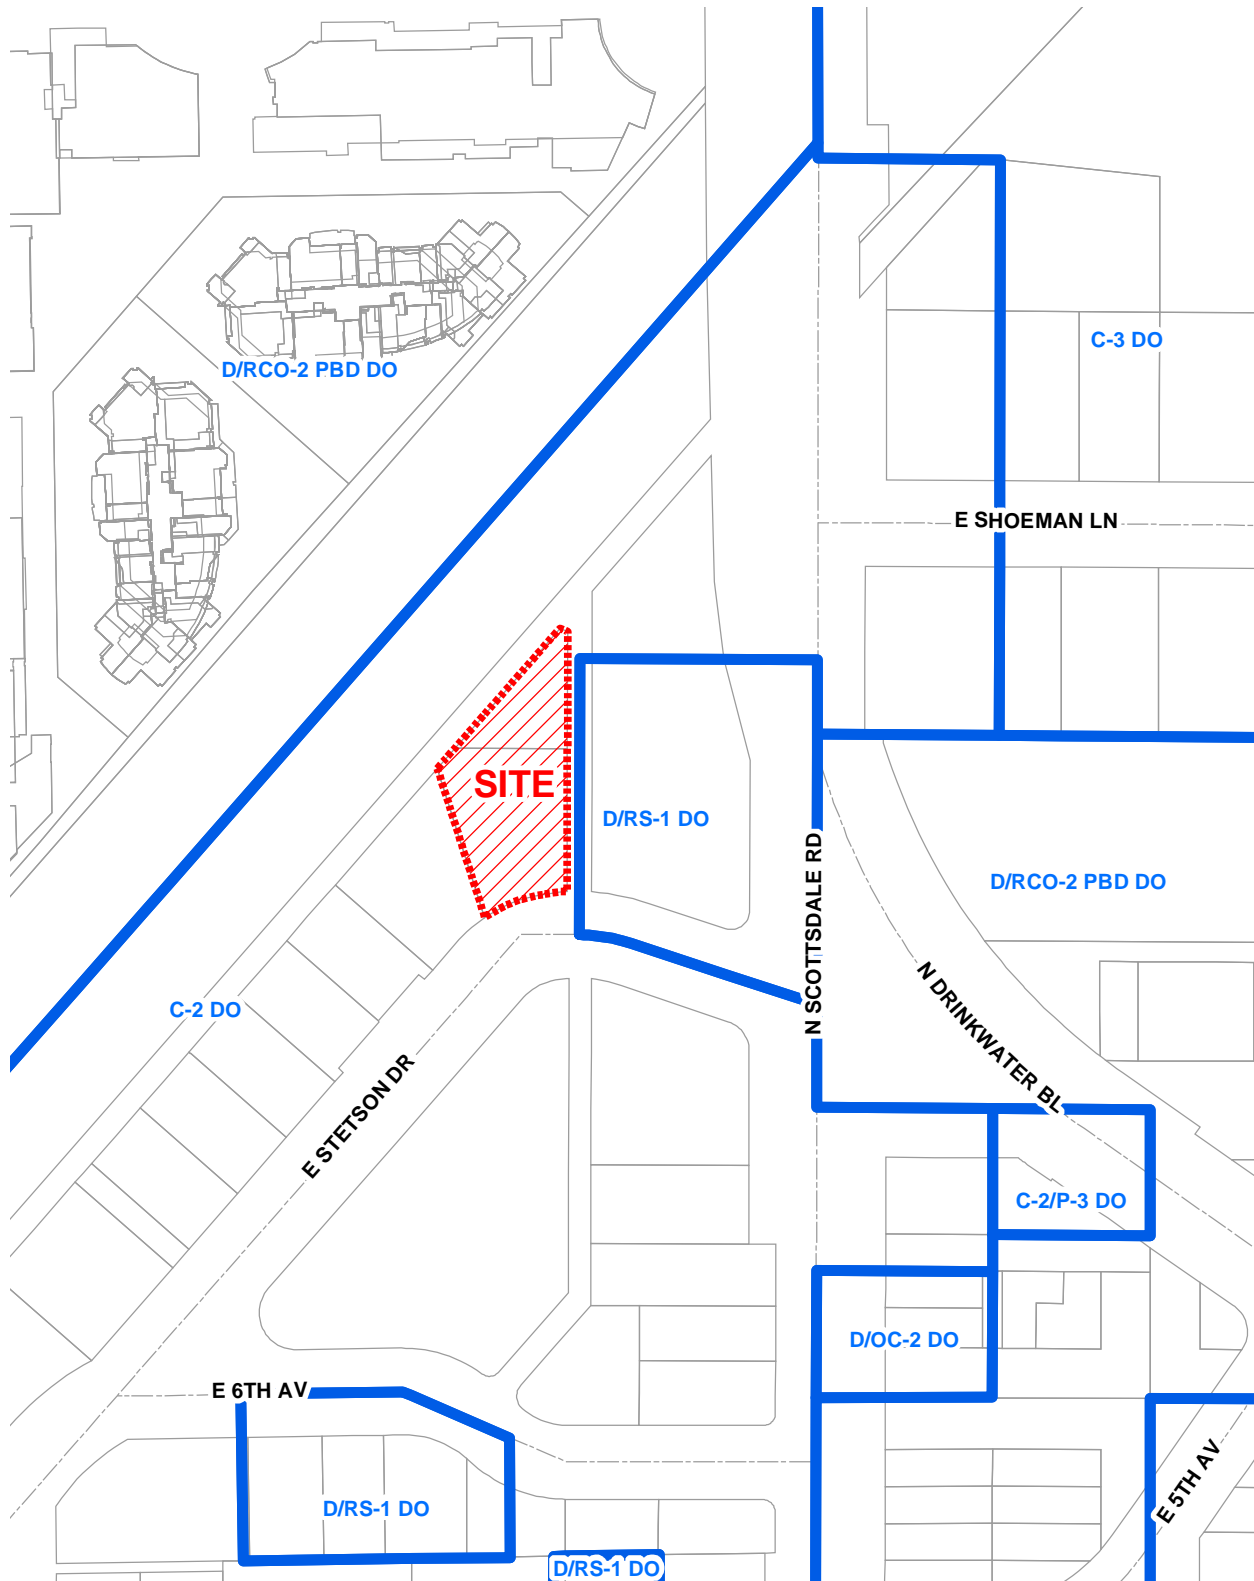 C-3 DO
D/RCO-2 PBD DO
E SHOEMAN LN
SITE
D/RS-1 DO
N SCOTTSDALE RD
D/RCO-2 PBD DO
C-2 DO
N DRINKWATER BL
E STETSON DR
C-2/P-3 DO
D/OC-2 DO
E 6TH AV
E 5TH AV
D/RS-1 DO
D/RS-1 DO